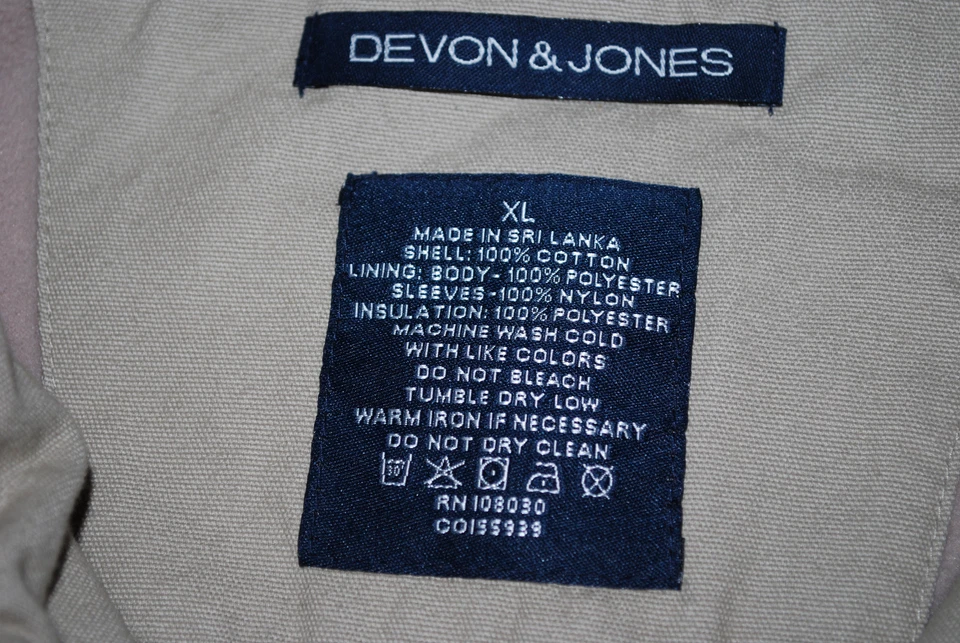 DEVON & JONES
XL
MADE IN SRI LANKA
SHELL: 100% COTTON
LINING: BODY - 100% POLYESTER
SLEEVES -100% NYLON
INSULATION: 100% POLYESTER
MACHINE WASH COLD
WITH LIKE COLORS
DO NOT BLEACH
TUMBLE DRY LOW
WARM IRON IF NECESSARY
DO NOT DRY CLEAN
30°
RN 108030
CO155939